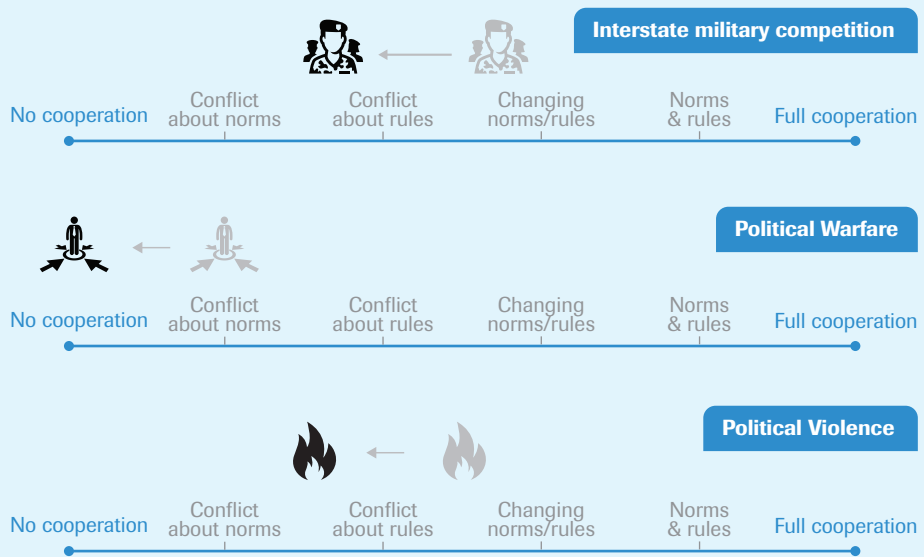 Interstate military competition
No cooperation
Conflict
about norms
Conflict
about rules
Changing
norms/rules
Norms
& rules
Full cooperation
Political Warfare
No cooperation
Conflict
about norms
Conflict
about rules
Changing
norms/rules
Norms
& rules
Full cooperation
Political Violence
No cooperation
Conflict
about norms
Conflict
about rules
Changing
norms/rules
Norms
& rules
Full cooperation